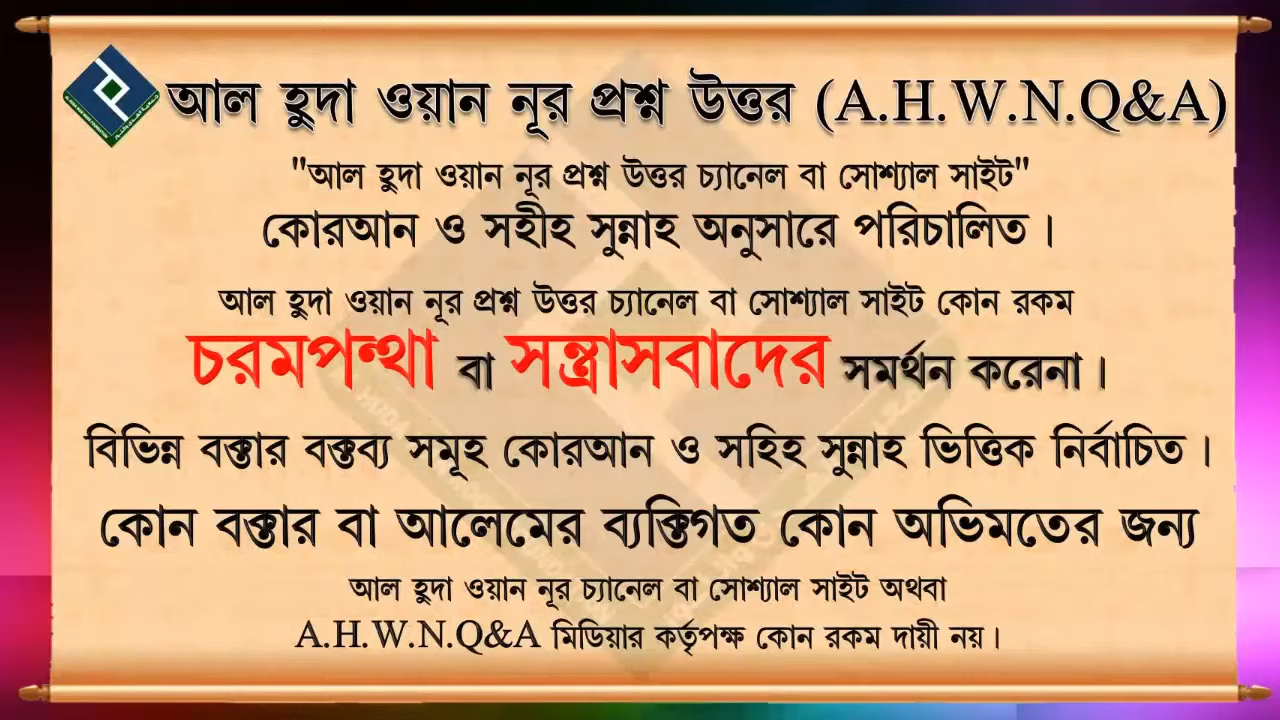 আল হুদা ওয়ান নূর প্রশ্ন উত্তর (A.H.W.N.Q&A)
"আল হুদা ওয়ান নূর প্রশ্ন উত্তর চ্যানেল বা সোশ্যাল সাইট"
কোরআন ও সহীহ সুন্নাহ অনুসারে পরিচালিত।
আল হুদা ওয়ান নূর প্রশ্ন উত্তর চ্যানেল বা সোশ্যাল সাইট কোন রকম
চরমপন্থা বা সন্ত্রাসবাদের সমর্থন করেনা।
বিভিন্ন বক্তার বক্তব্য সমূহ কোরআন ও সহিহ সুন্নাহ ভিত্তিক নির্বাচিত।
কোন বক্তার বা আলেমের ব্যক্তিগত কোন অভিমতের জন্য
আল হুদা ওয়ান নূর চ্যানেল বা সোশ্যাল সাইট অথবা
A.H.W.N.Q&A মিডিয়ার কর্তৃপক্ষ কোন রকম দায়ী নয়।